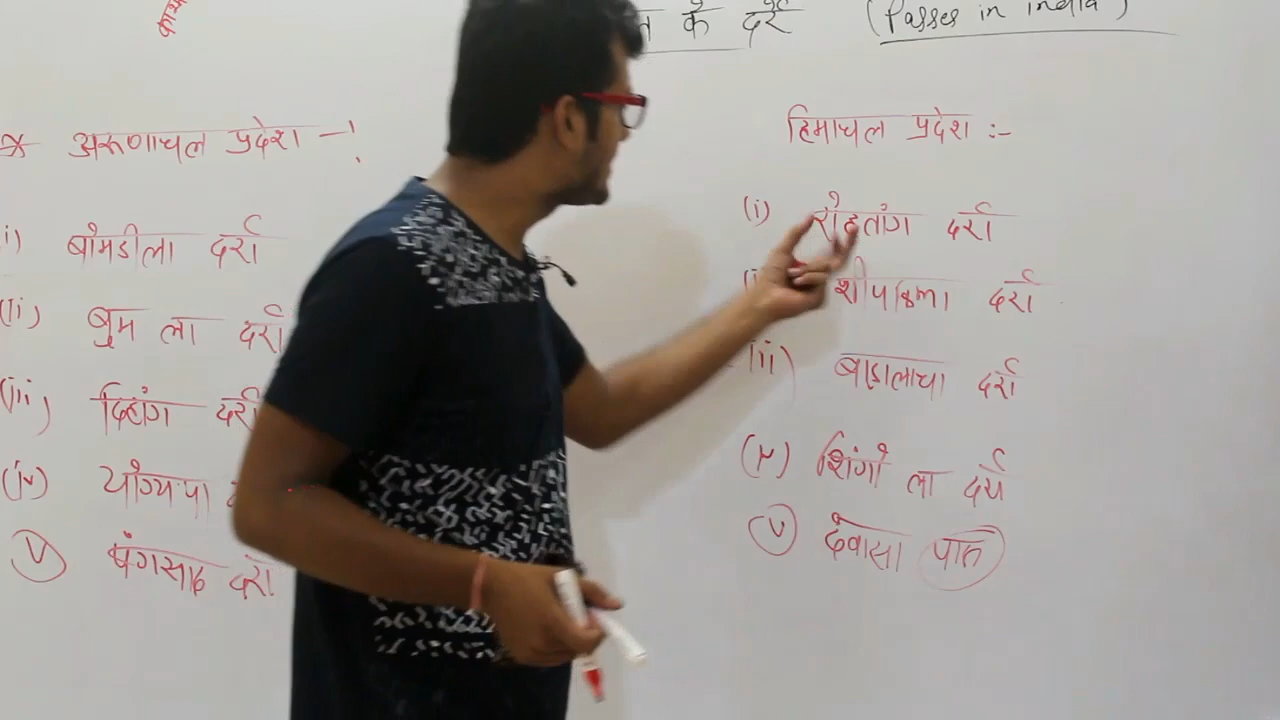 के दर्रे (Passes in India)
* अरूणाचल प्रदेश -:
हिमाचल प्रदेश :-
i) बोमडीला दर्रा
(ii) बुम ला दर्रा
(iii) दिहांग दर्रा
(iv) योग्यपा
(v) पंगसाद दर्रा
(i) रोहतांग दर्रा
शीपकिला दर्रा
iii) बाड़ालाचा दर्रा
(iv) शिंगो ला दर्रा
(v) देवासा पास